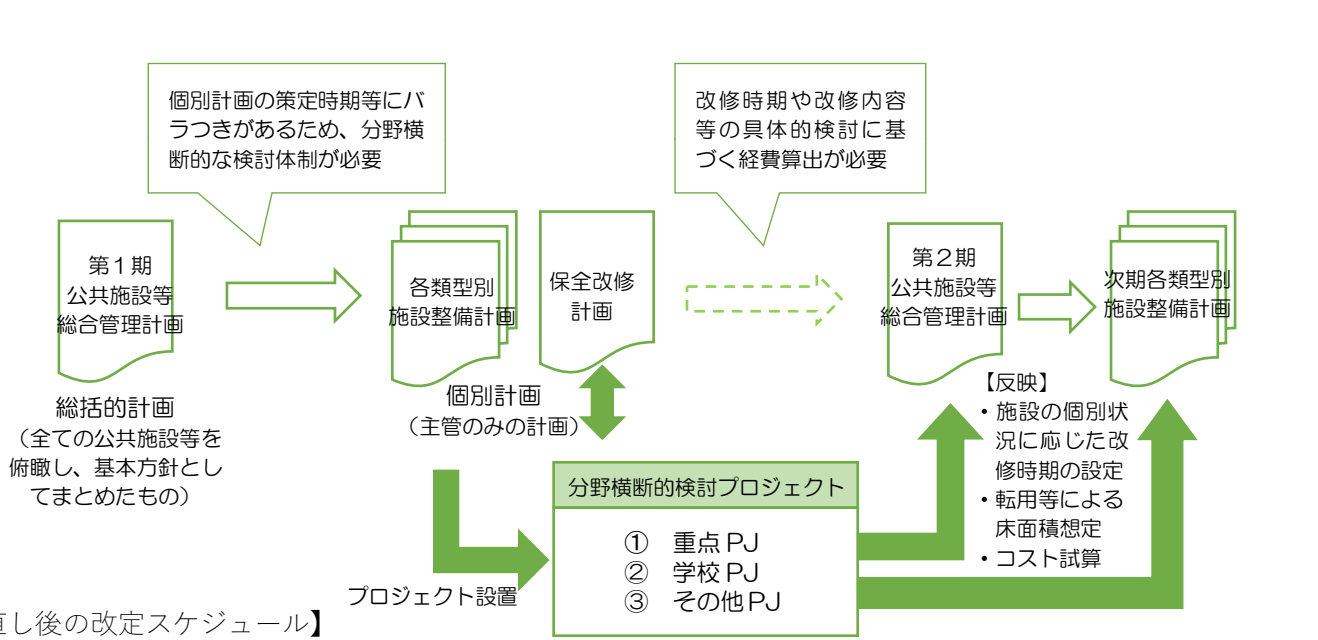 個別計画の策定時期等にバ
ラつきがあるため、分野横
断的な検討体制が必要
改修時期や改修内容
等の具体的検討に基
づく経費算出が必要
第１期
公共施設等
総合管理計画
各類型別
施設整備計画
保全改修
計画
第２期
公共施設等
総合管理計画
次期各類型別
施設整備計画
総括的計画
（全ての公共施設等を
俯瞰し、基本方針とし
てまとめたもの）
個別計画
（主管のみの計画）
【反映】
・施設の個別状
況に応じた改
修時期の設定
・転用等による
床面積想定
・コスト試算
分野横断的検討プロジェクト
① 重点 PJ
② 学校 PJ
③ その他 PJ
プロジェクト設置
直し後の改定スケジュール】